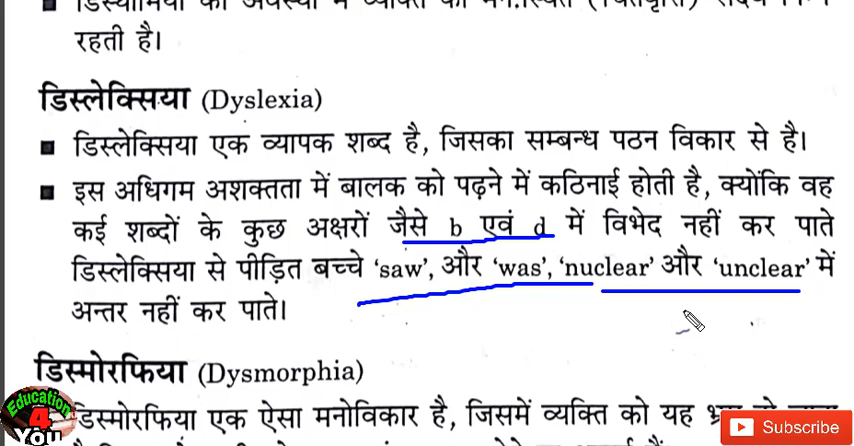 रहती है।
डिस्लेक्सिया (Dyslexia)
■ डिस्लेक्सिया एक व्यापक शब्द है, जिसका सम्बन्ध पठन विकार से है।
■ इस अधिगम अशक्तता में बालक को पढ़ने में कठिनाई होती है, क्योंकि वह
कई शब्दों के कुछ अक्षरों जैसे b एवं d में विभेद नहीं कर पाते
डिस्लेक्सिया से पीड़ित बच्चे ‘saw’, और ‘was’, ‘nuclear’ और ‘unclear’ में
अन्तर नहीं कर पाते।
डिस्मोरफिया (Dysmorphia)
डिस्मोरफिया एक ऐसा मनोविकार है, जिसमें व्यक्ति को यह
Education
4
You
Subscribe